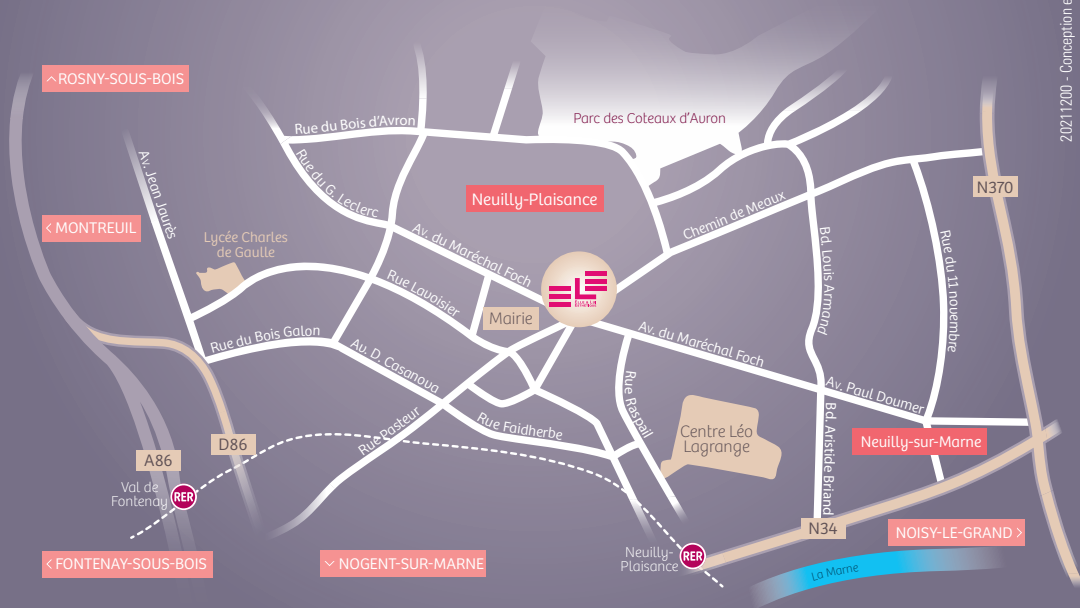 20211200 - Conception e
ROSNY-SOUS-BOIS
Parc des Coteaux d'Auron
Rue du Bois d'Avron
Av. Jean Jaurès
Rue du G. Leclerc
N370
Neuilly-Plaisance
MONTREUIL
Lycée Charles
de Gaulle
Av. du Maréchal Foch
Chemin de Meaux
Bd. Louis Armand
Rue du 11 novembre
Rue Lavoisier
Mairie
Rue du Bois Galon
Av. du Maréchal Foch
Au. D. Casanova
Rue Raspail
Av. Paul Doumer
Rue Pasteur
Rue Faidherbe
Centre Léo
Lagrange
Bd. Aristide Briand
Neuilly-sur-Marne
D86
A86
Val de
Fontenay
RER
N34
NOISY-LE-GRAND
Neuilly-
Plaisance
RER
FONTENAY-SOUS-BOIS
NOGENT-SUR-MARNE
La Marne